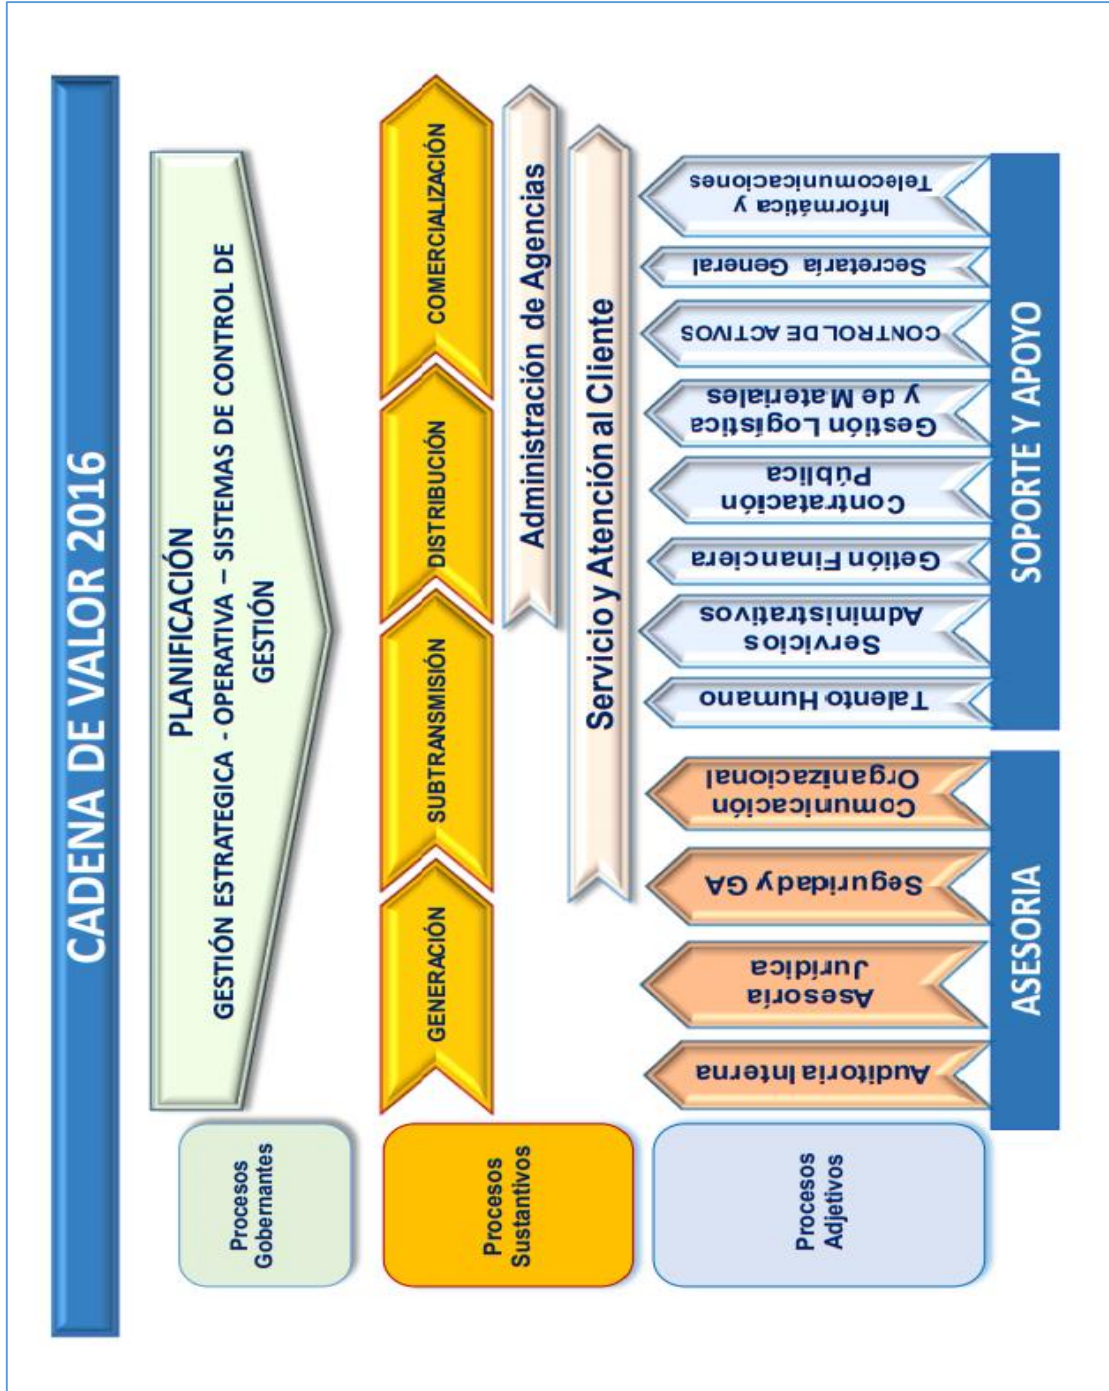 CADENA DE VALOR 2016
Procesos
Gobernantes
PLANIFICACIÓN
GESTIÓN ESTRATEGICA - OPERATIVA – SISTEMAS DE CONTROL DE
GESTIÓN
Procesos
Sustantivos
GENERACIÓN
SUBTRANSMISIÓN
DISTRIBUCIÓN
COMERCIALIZACIÓN
Administración de Agencias
Servicio y Atención al Cliente
Procesos
Adjetivos
Auditoria Interna
Asesoría
Jurídica
Seguridad y GA
Comunicación
Organizacional
Talento Humano
Servicios
Administrativos
Getión Financiera
Contratación
Pública
Gestión Logística
y de Materiales
CONTROL DE ACTIVOS
Secretaría General
Informática y
Telecomunicaciones
ASESORIA
SOPORTE Y APOYO